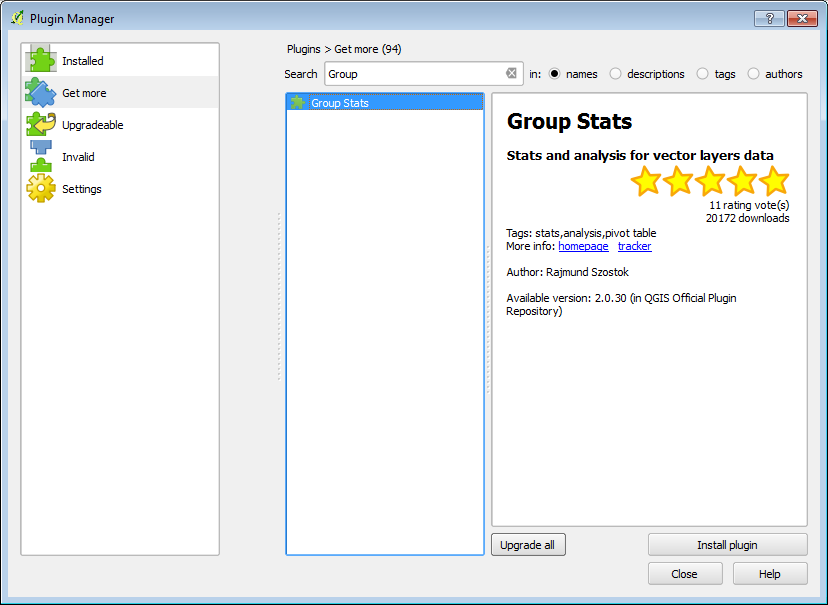 Plugin Manager
?
Installed
Get more
Upgradeable
Invalid
Settings
Plugins > Get more (94)
Search Group in: names descriptions tags authors
Group Stats
Group Stats
Stats and analysis for vector layers data
11 rating vote(s)
20172 downloads
Tags: stats,analysis,pivot table
More info: homepage tracker
Author: Rajmund Szostok
Available version: 2.0.30 (in QGIS Official Plugin
Repository)
Upgrade all
Install plugin
Close
Help